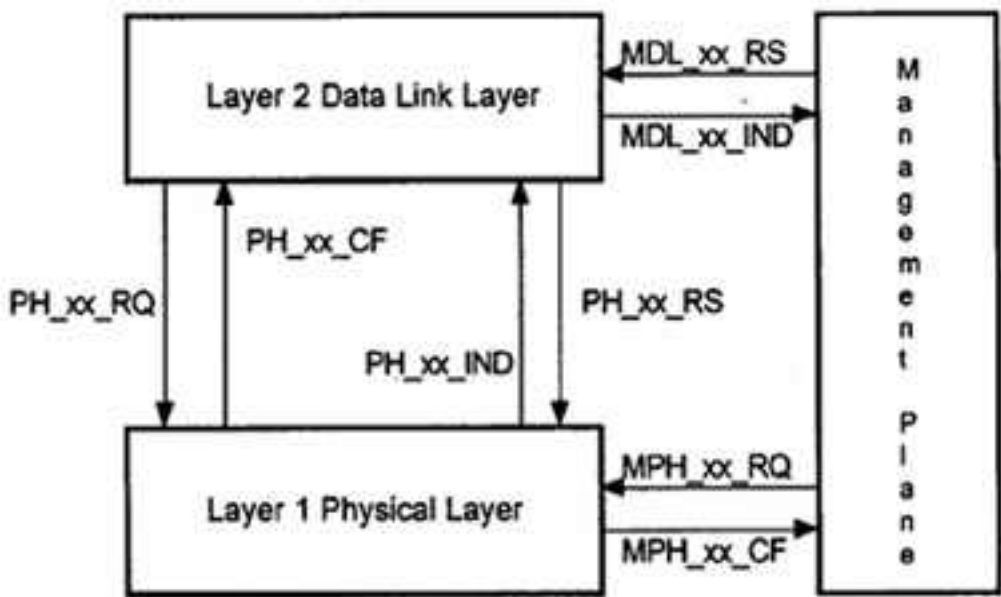 Layer 2 Data Link Layer
MDL_xx_RS
MDL_xx_IND
Management Plane
PH_xx_CF
PH_xx_RQ
PH_xx_RS
PH_xx_IND
Layer 1 Physical Layer
MPH_xx_RQ
MPH_xx_CF